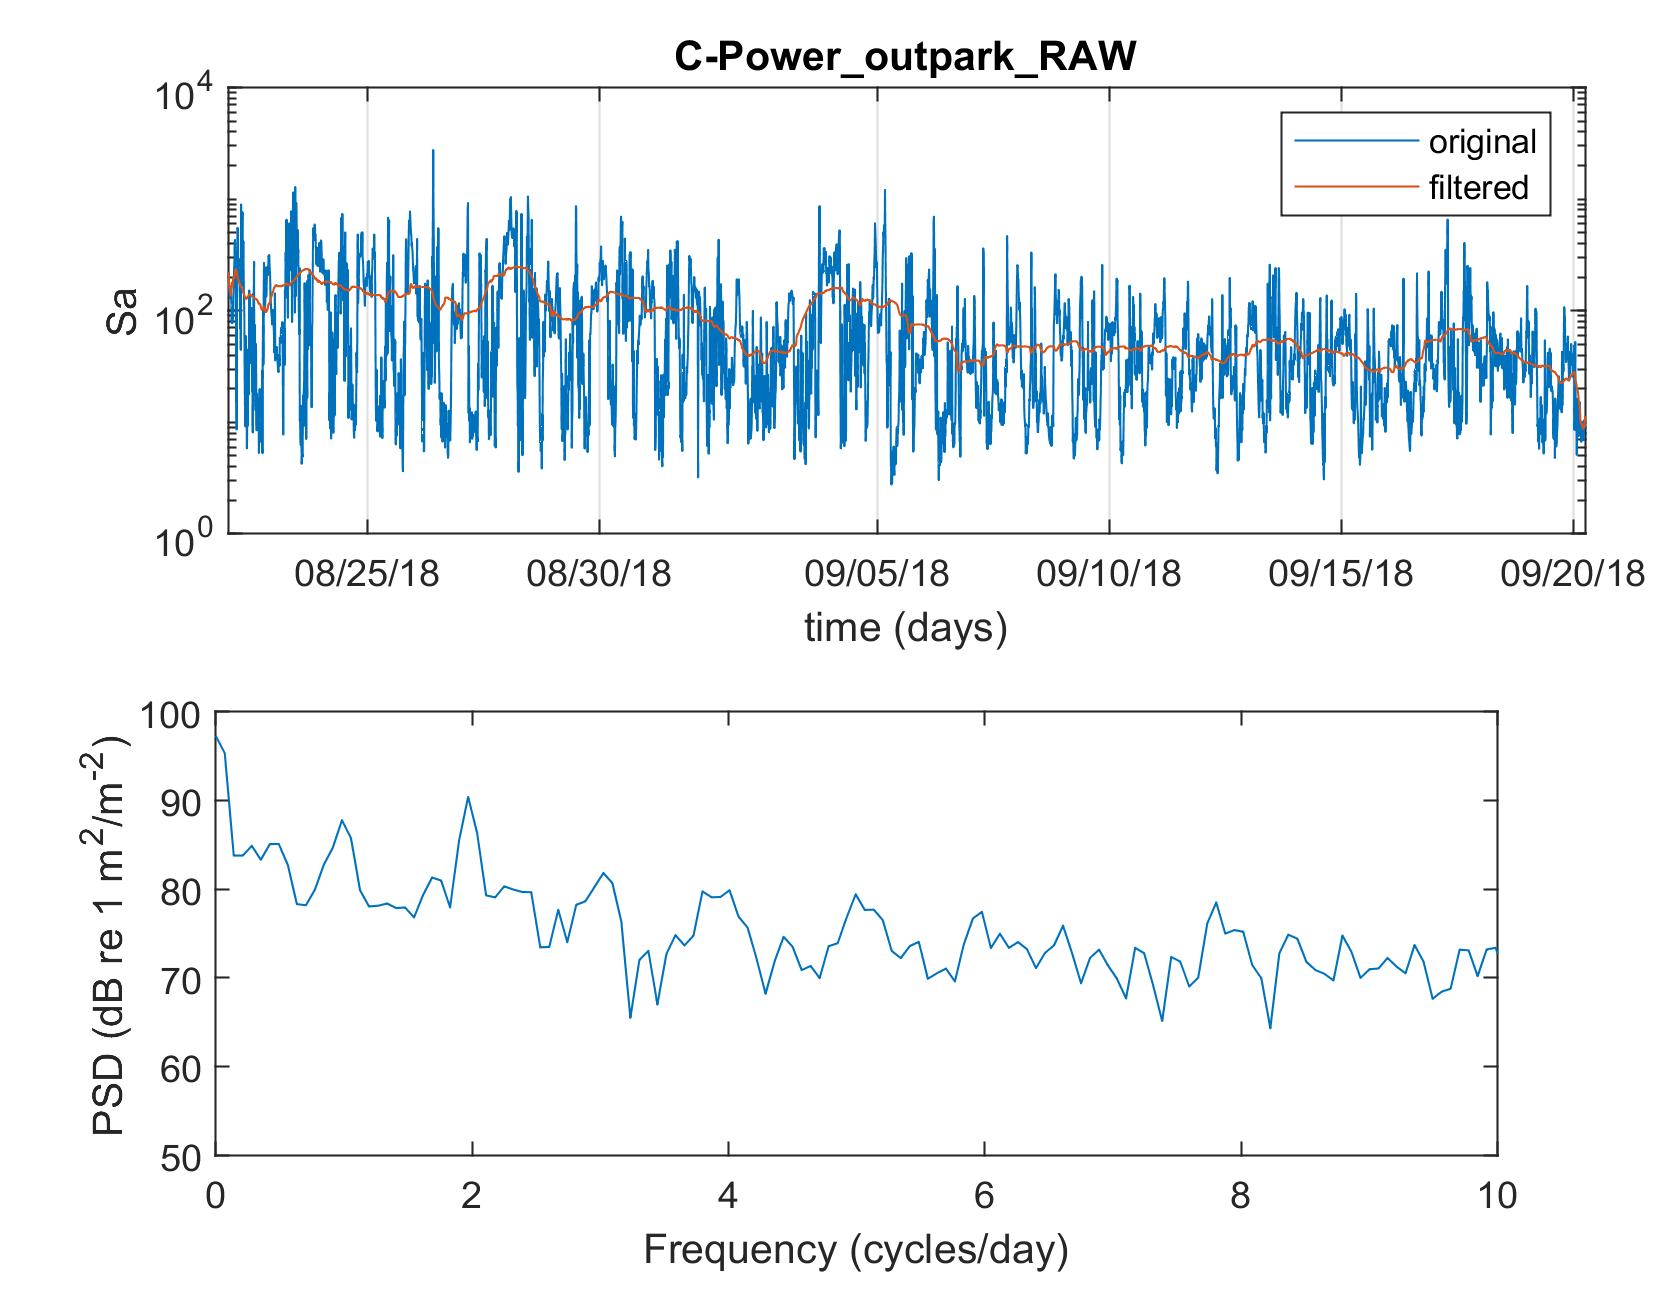 C-Power_outpark_RAW
10^4
10^2
10^0
Sa
original
filtered
08/25/18 08/30/18 09/05/18 09/10/18 09/15/18 09/20/18
time (days)
100
90
80
70
60
50
PSD (dB re 1 m^2/m^-2)
0 2 4 6 8 10
Frequency (cycles/day)